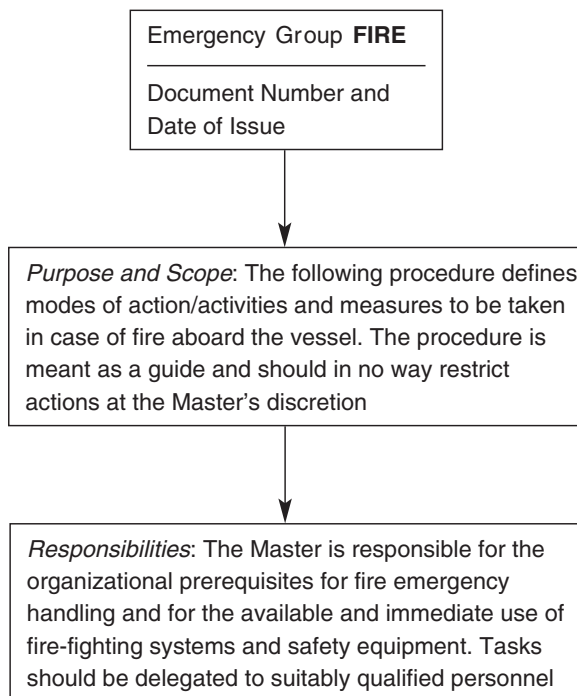 Emergency Group FIRE
Document Number and
Date of Issue
Purpose and Scope: The following procedure defines
modes of action/activities and measures to be taken
in case of fire aboard the vessel. The procedure is
meant as a guide and should in no way restrict
actions at the Master’s discretion
Responsibilities: The Master is responsible for the
organizational prerequisites for fire emergency
handling and for the available and immediate use of
fire-fighting systems and safety equipment. Tasks
should be delegated to suitably qualified personnel